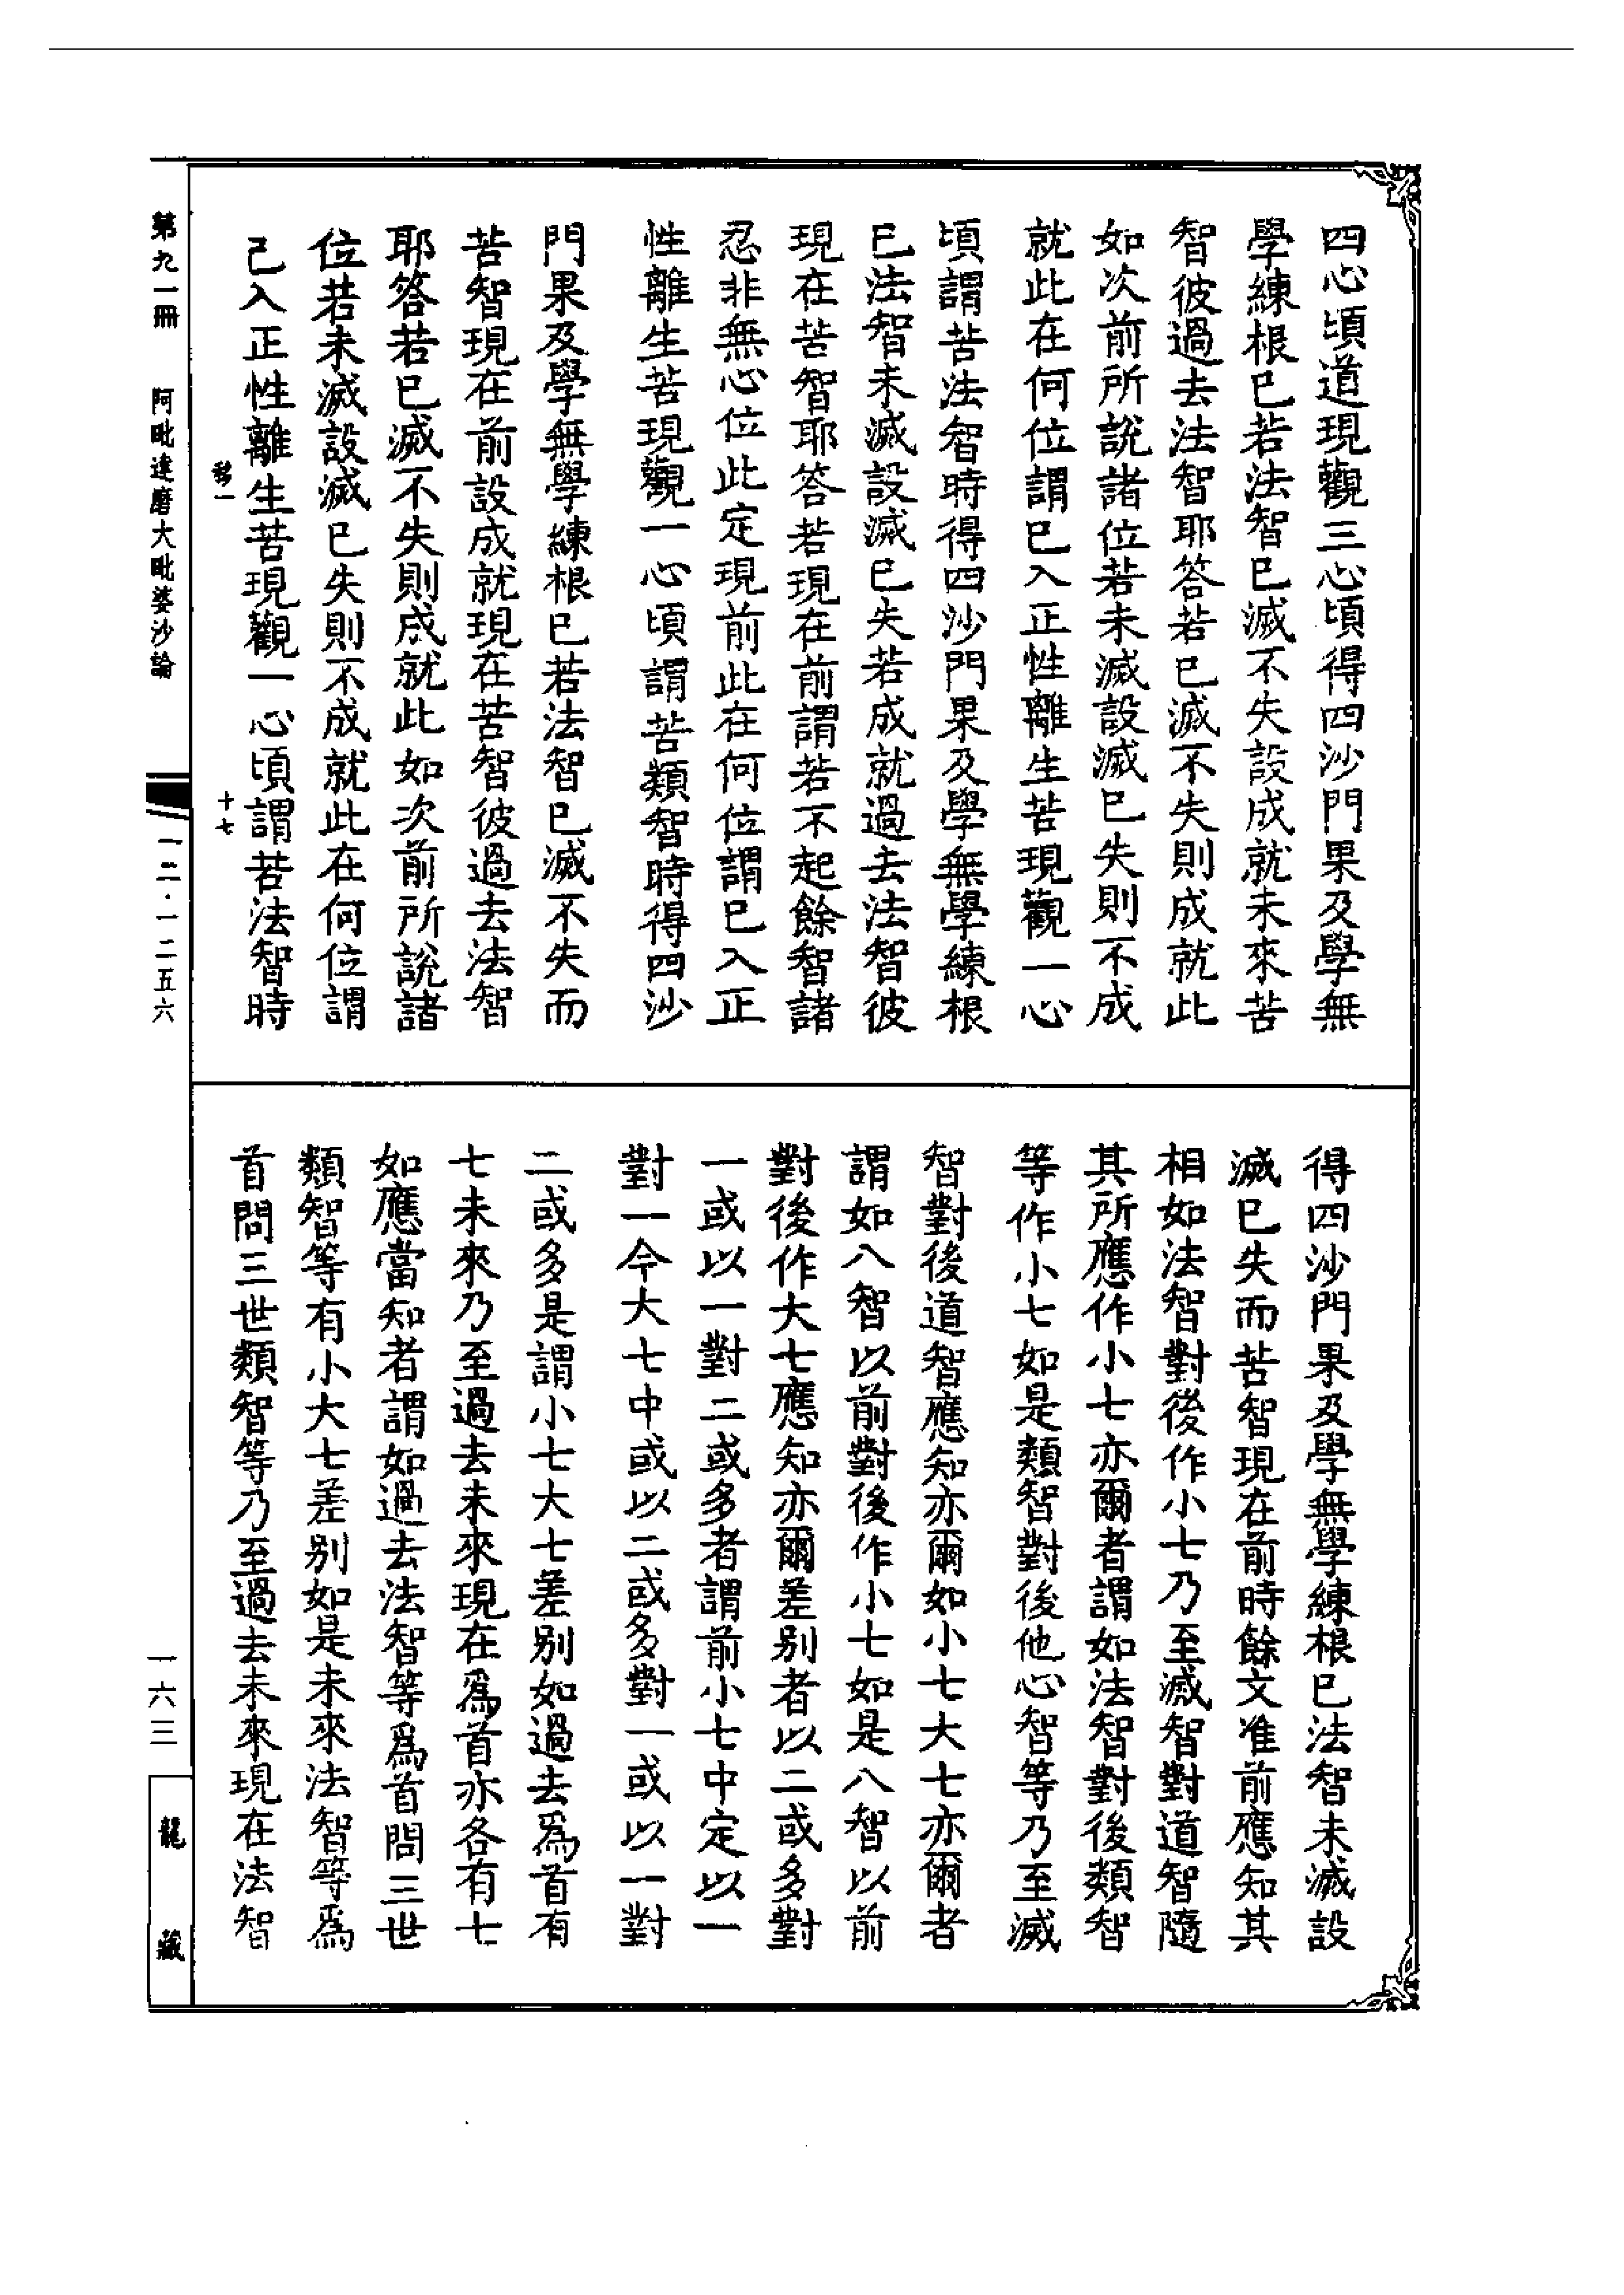 四心頃道現觀三心頃得四沙門果及學無
學練根已若法智已滅不失設成就未來苦
智彼過去法智耶答若已滅不失則成就此
如次前所說諸位若未滅設滅已失則不成
就此在何位謂已入正性離生苦現觀一心
頃謂苦法智時得四沙門果及學無學練根
已法智未滅設滅已失若成就過去法智彼
現在苦智耶答若現在前謂若不起餘智諸
忍非無心位此定現前此在何位謂已入正
性離生苦現觀一心頃謂苦類智時得四沙
門果及學無學練根已若法智已滅不失而
苦智現在前設成就現在苦智彼過去法智
耶答若已滅不失則成就此如次前所說諸
位若未滅設滅已失則不成就此在何位謂
已入正性離生苦現觀一心頃謂苦法智時
移一
十七
得四沙門果及學無學練根已法智未滅設
滅已失而苦智現在前時餘文准前應知其
相如法智對後作小七乃至滅智對道智隨
其所應作小七亦爾者謂如法智對後類智
等作小七如是類智對後他心智等乃至滅
智對後道智應知亦爾如小七大七亦爾者
謂如八智以前對後作小七如是八智以前
對後作大七應知亦爾差别者以二或多對
一或以一對二或多者謂前小七中定以一
對一今大七中或以二或多對一或以一對
二或多是謂小七大七差别如過去爲首有
七未來乃至過去未來現在爲首亦各有七
如應當知者謂如過去法智等爲首問三世
類智等有小大七差别如是未來法智等爲
首問三世類智等乃至過去未來現在法智
第九一冊
阿毗達磨大毗婆沙論
一二·一二五六
一六三
龍藏